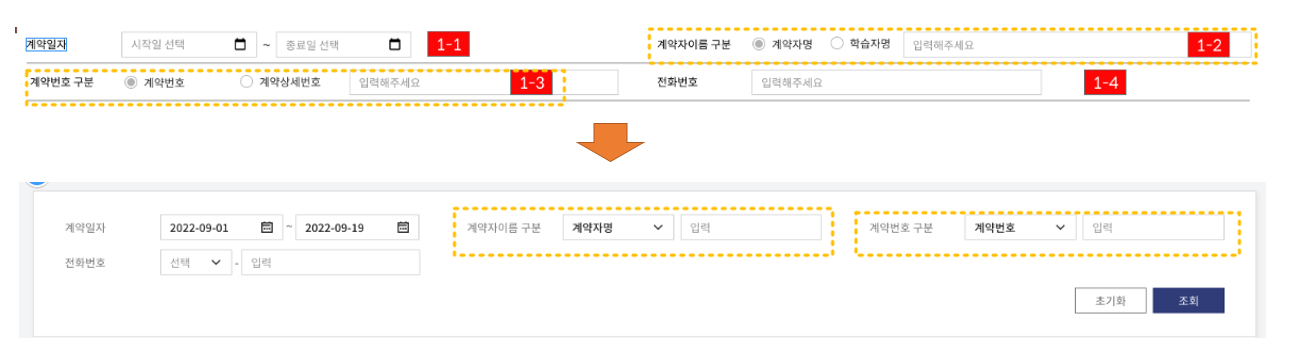 계약일자 시작일 선택 ~ 종료일 선택 1-1 계약자이름 구분 계약자명 학습자명 입력해주세요 1-2
계약번호 구분 계약번호 계약상세번호 입력해주세요 1-3 전화번호 입력해주세요 1-4
계약일자 2022-09-01 ~ 2022-09-19 계약자이름 구분 계약자명 입력 계약번호 구분 계약번호 입력
전화번호 선택 - 입력
초기화 조회